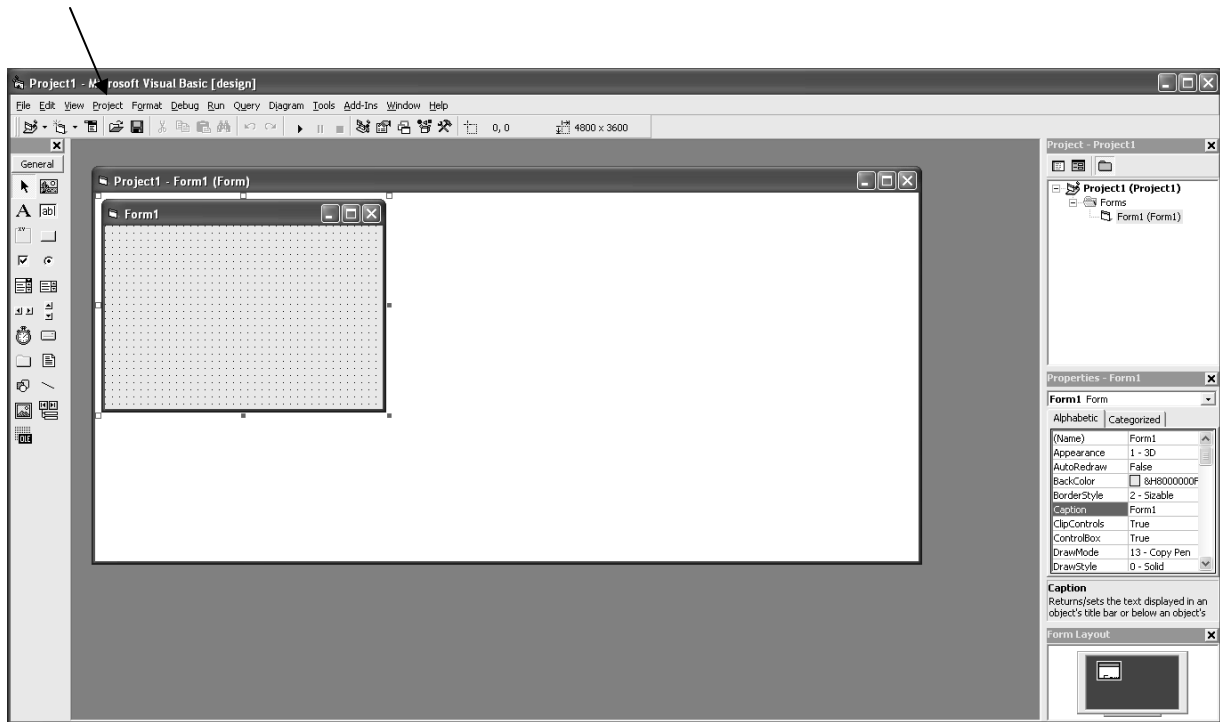 Project1 - Microsoft Visual Basic [design]
File Edit View Project Format Debug Run Query Diagram Tools Add-Ins Window Help
0, 0 4800 x 3600
General
A ab|
XY
OLE
Project1 - Form1 (Form)
Form1
Project - Project1
Project1 (Project1)
Forms
Form1 (Form1)
Properties - Form1
Form1 Form
Alphabetic Categorized
(Name) Form1
Appearance 1 - 3D
AutoRedraw False
BackColor &H8000000F
BorderStyle 2 - Sizable
Caption Form1
ClipControls True
ControlBox True
DrawMode 13 - Copy Pen
DrawStyle 0 - Solid
Caption
Returns/sets the text displayed in an
object's title bar or below an object's
Form Layout